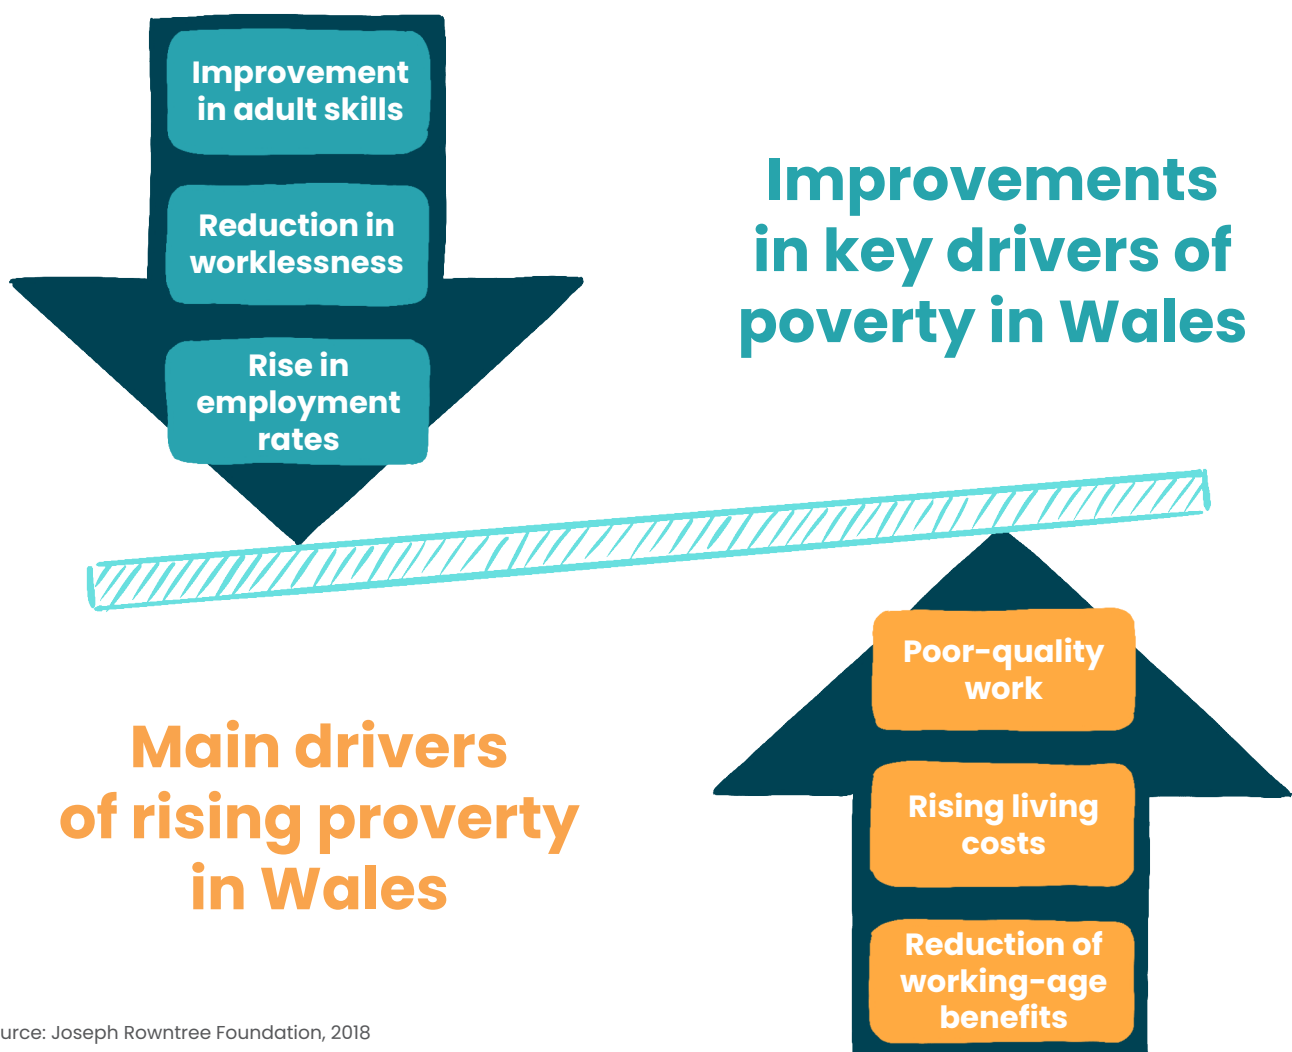 Improvement
in adult skills
Reduction in
worklessness
Rise in
employment
rates
Improvements
in key drivers of
poverty in Wales
Main drivers
of rising proverty
in Wales
Poor-quality
work
Rising living
costs
Reduction of
working-age
benefits
urce: Joseph Rowntree Foundation, 2018